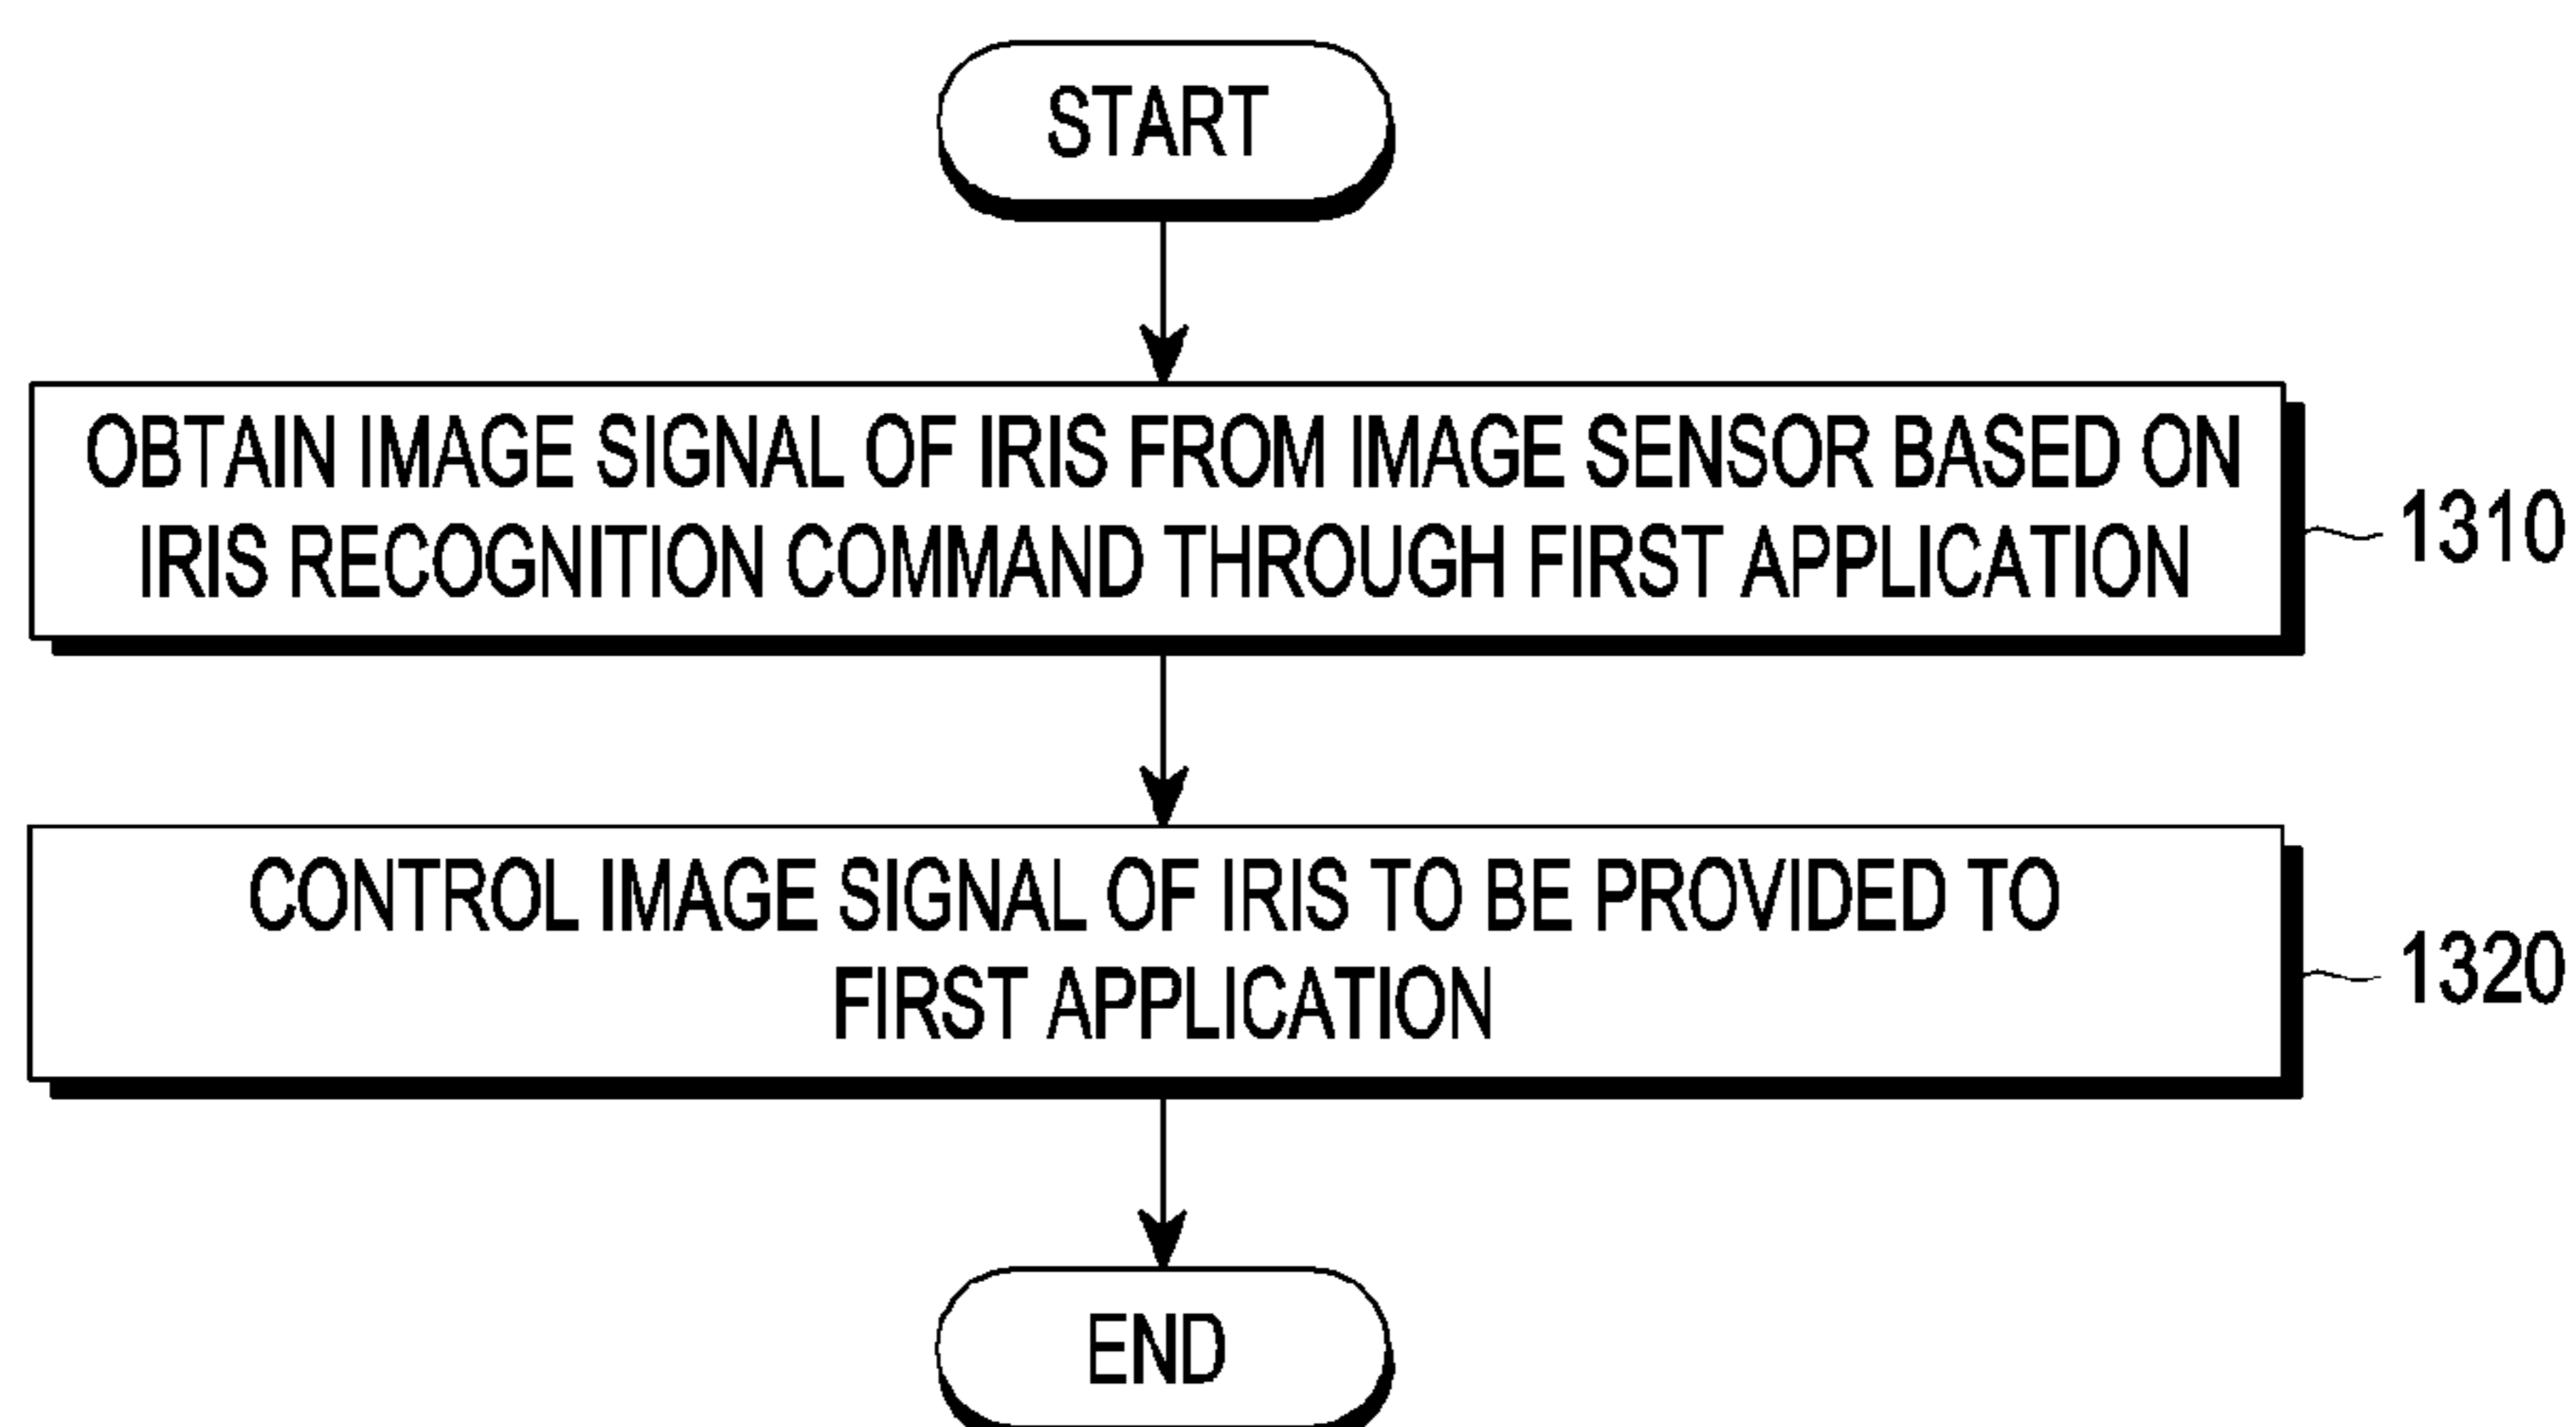 START
OBTAIN IMAGE SIGNAL OF IRIS FROM IMAGE SENSOR BASED ON
IRIS RECOGNITION COMMAND THROUGH FIRST APPLICATION
1310
CONTROL IMAGE SIGNAL OF IRIS TO BE PROVIDED TO
FIRST APPLICATION
1320
END